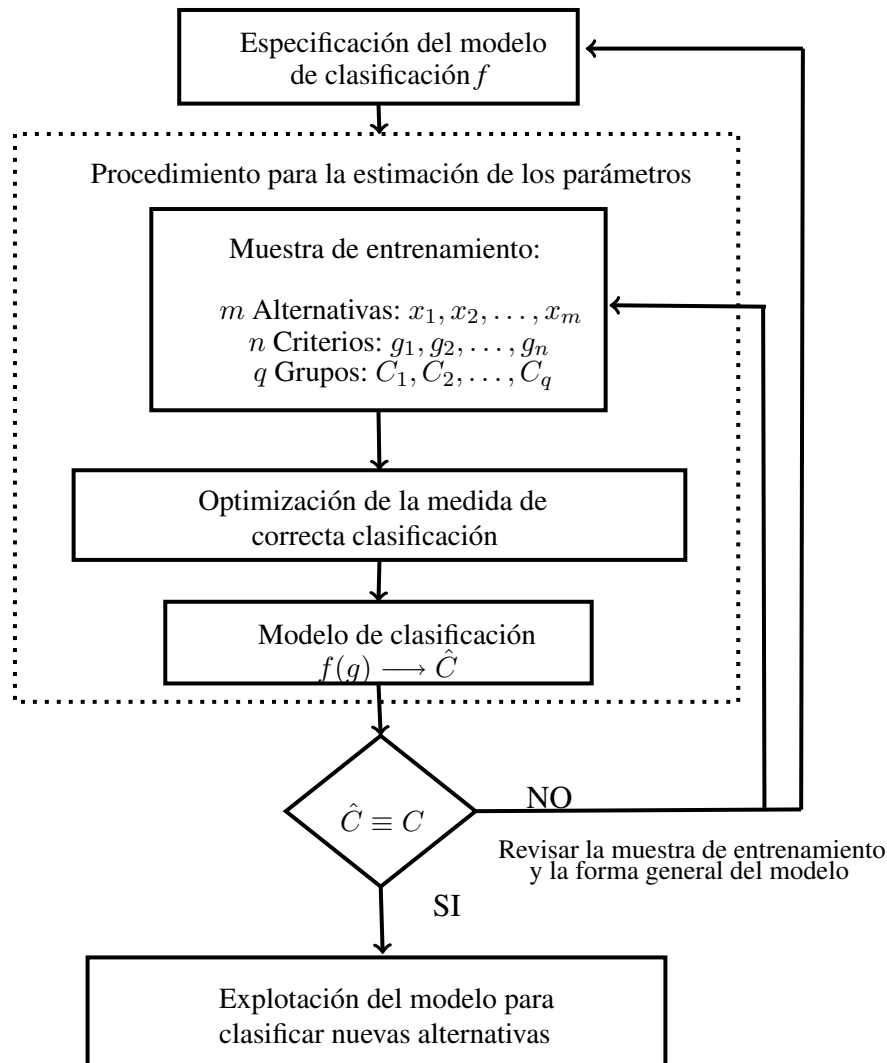 Especificación del modelo
de clasificación f
Procedimiento para la estimación de los parámetros
Muestra de entrenamiento:
m Alternativas: x₁, x₂, . . . , xₘ
n Criterios: g₁, g₂, . . . , gₙ
q Grupos: C₁, C₂, . . . , C_q
Optimización de la medida de
correcta clasificación
Modelo de clasificación
f(g) ⟶ Ĉ
Ĉ ≡ C
NO
Revisar la muestra de entrenamiento
y la forma general del modelo
SI
Explotación del modelo para
clasificar nuevas alternativas